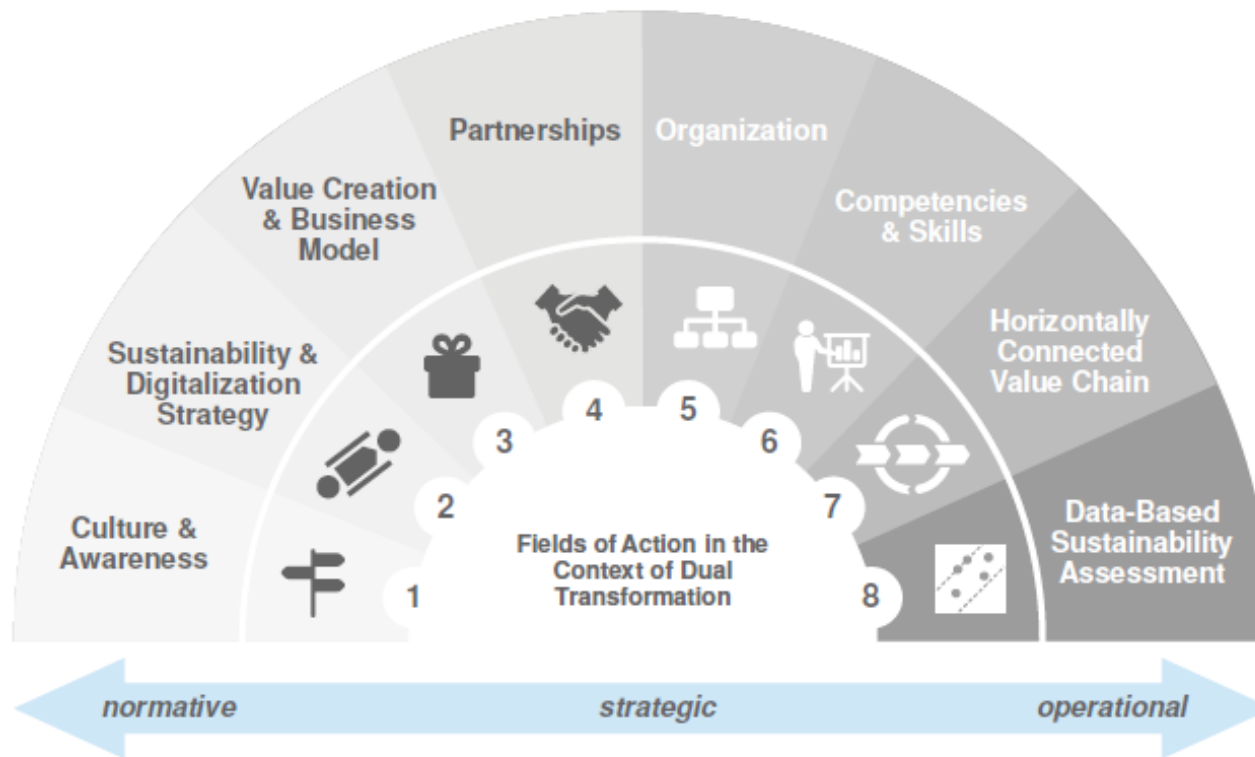 Culture &
Awareness
1
Sustainability &
Digitalization
Strategy
2
Value Creation
& Business
Model
3
Partnerships
4
Organization
5
Competencies
& Skills
6
Horizontally
Connected
Value Chain
7
Data-Based
Sustainability
Assessment
8
Fields of Action in the
Context of Dual
Transformation
normative
strategic
operational